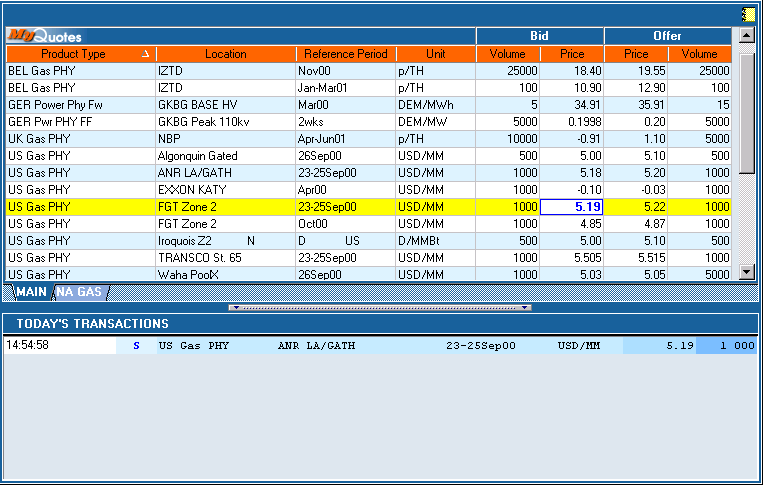 MyQuotes
Bid Offer
Product Type Location Reference Period Unit Volume Price Price Volume
BEL Gas PHY IZTD Nov00 p/TH 25000 18.40 19.55 25000
BEL Gas PHY IZTD Jan-Mar01 p/TH 100 10.90 12.90 100
GER Power Phy Fw GKBG BASE HV Mar00 DEM/MWh 5 34.91 35.91 15
GER Pwr PHY FF GKBG Peak 110kv 2wks DEM/MW 5000 0.1998 0.20 5000
UK Gas PHY NBP Apr-Jun01 p/TH 10000 -0.91 1.10 5000
US Gas PHY Algonquin Gated 26Sep00 USD/MM 500 5.00 5.10 500
US Gas PHY ANR LA/GATH 23-25Sep00 USD/MM 1000 5.18 5.20 1000
US Gas PHY EXXON KATY Apr00 USD/MM 1000 -0.10 -0.03 1000
US Gas PHY FGT Zone 2 23-25Sep00 USD/MM 1000 5.19 5.22 1000
US Gas PHY FGT Zone 2 Oct00 USD/MM 1000 4.85 4.87 1000
US Gas PHY Iroquois Z2 N D US D/MMBt 500 5.00 5.10 500
US Gas PHY TRANSCO St. 65 23-25Sep00 USD/MM 1000 5.505 5.515 1000
US Gas PHY Waha PoolX 26Sep00 USD/MM 1000 5.03 5.05 5000
MAIN NA GAS
TODAY'S TRANSACTIONS
14:54:58 S US Gas PHY ANR LA/GATH 23-25Sep00 USD/MM 5.19 1 000